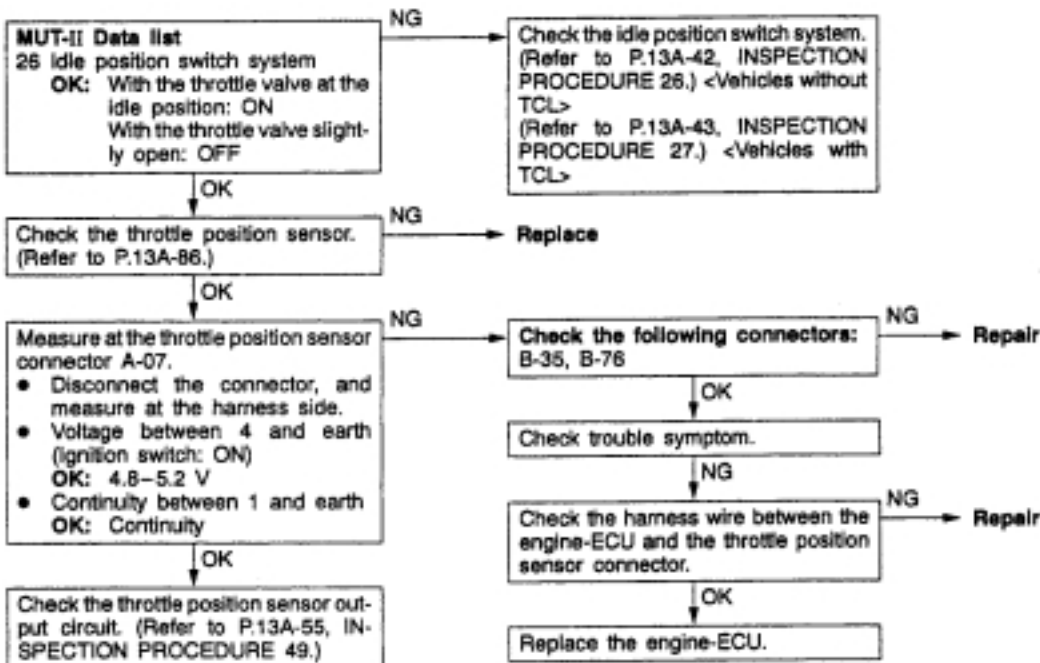 MUT-II Data list
26 Idle position switch system
OK: With the throttle valve at the
idle position: ON
With the throttle valve slight-
ly open: OFF
NG
Check the idle position switch system.
(Refer to P.13A-42, INSPECTION
PROCEDURE 26.) <Vehicles without
TCL>
(Refer to P.13A-43, INSPECTION
PROCEDURE 27.) <Vehicles with
TCL>
OK
Check the throttle position sensor.
(Refer to P.13A-86.)
NG
Replace
OK
Measure at the throttle position sensor
connector A-07.
● Disconnect the connector, and
measure at the harness side.
● Voltage between 4 and earth
(Ignition switch: ON)
OK: 4.8–5.2 V
● Continuity between 1 and earth
OK: Continuity
NG
Check the following connectors:
B-35, B-76
NG
Repair
OK
Check trouble symptom.
NG
Check the harness wire between the
engine-ECU and the throttle position
sensor connector.
NG
Repair
OK
Replace the engine-ECU.
OK
Check the throttle position sensor out-
put circuit. (Refer to P.13A-55, IN-
SPECTION PROCEDURE 49.)